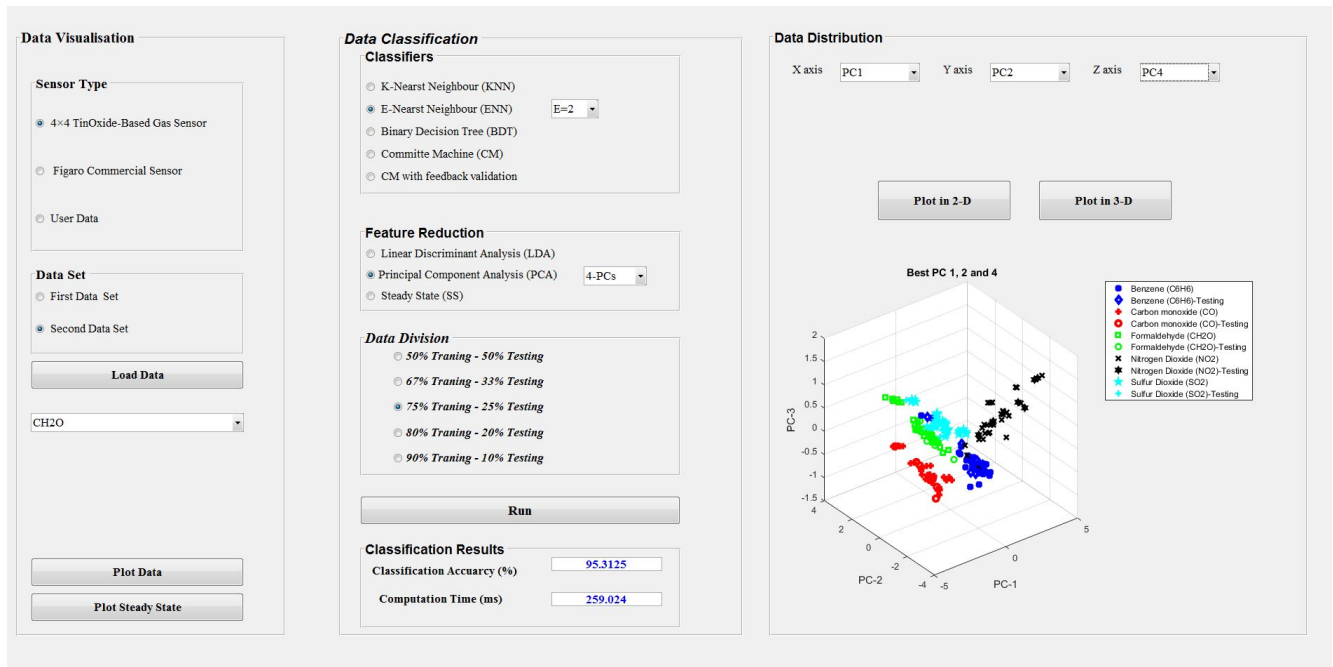 Data Visualisation
Sensor Type
4×4 TinOxide-Based Gas Sensor
Figaro Commercial Sensor
User Data
Data Set
First Data Set
Second Data Set
Load Data
CH2O
Plot Data
Plot Steady State
Data Classification
Classifiers
K-Nearst Neighbour (KNN)
E-Nearst Neighbour (ENN) E=2
Binary Decision Tree (BDT)
Committe Machine (CM)
CM with feedback validation
Feature Reduction
Linear Discriminant Analysis (LDA)
Principal Component Analysis (PCA) 4-PCs
Steady State (SS)
Data Division
50% Traning - 50% Testing
67% Traning - 33% Testing
75% Traning - 25% Testing
80% Traning - 20% Testing
90% Traning - 10% Testing
Run
Classification Results
Classification Accuarcy (%) 95.3125
Computation Time (ms) 259.024
Data Distribution
X axis PC1 Y axis PC2 Z axis PC4
Plot in 2-D Plot in 3-D
Best PC 1, 2 and 4
Benzene (C6H6)
Benzene (C6H6)-Testing
Carbon monoxide (CO)
Carbon monoxide (CO)-Testing
Formaldehyde (CH2O)
Formaldehyde (CH2O)-Testing
Nitrogen Dioxide (NO2)
Nitrogen Dioxide (NO2)-Testing
Sulfur Dioxide (SO2)
Sulfur Dioxide (SO2)-Testing
2
1.5
1
0.5
0
-0.5
-1
-1.5
PC-3
4
2
0
-2
-4
PC-2
-5
0
5
PC-1